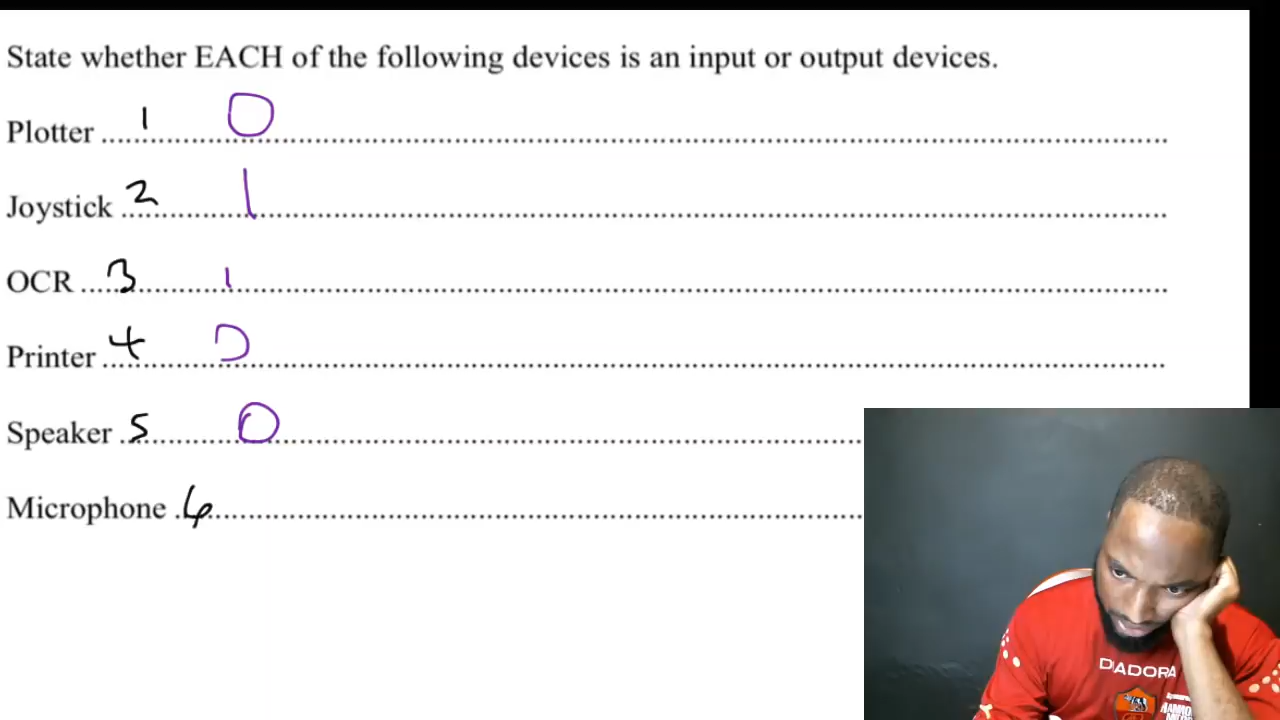 State whether EACH of the following devices is an input or output devices.
Plotter ..... 1 O
Joystick 2 I
OCR ... 3 I
Printer 4 O
Speaker . 5 O
Microphone . 6
DIADORA